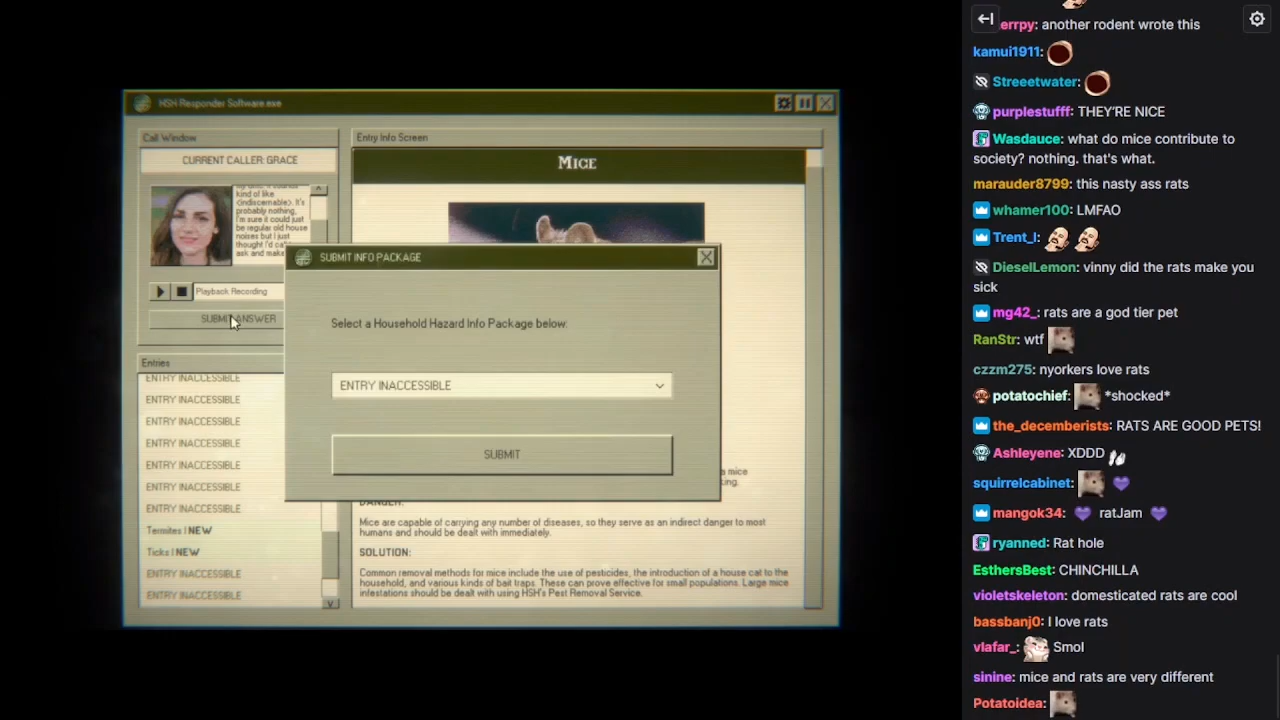 HSH Responder Software.exe
Call Window
CURRENT CALLER: GRACE
kind of like
<indiscernable>. It's
probably nothing,
I'm sure it could just
be regular old house
noises but i just
thought I'd
ask and make
Playback Recording
SUBMIT ANSWER
Entries
ENTRY INACCESSIBLE
ENTRY INACCESSIBLE
ENTRY INACCESSIBLE
ENTRY INACCESSIBLE
ENTRY INACCESSIBLE
ENTRY INACCESSIBLE
ENTRY INACCESSIBLE
Termites | NEW
Ticks | NEW
ENTRY INACCESSIBLE
ENTRY INACCESSIBLE
Entry Info Screen
MICE
SUBMIT INFO PACKAGE
Select a Household Hazard Info Package below:
ENTRY INACCESSIBLE
SUBMIT
a mice
DANGER:
Mice are capable of carrying any number of diseases, so they serve as an indirect danger to most
humans and should be dealt with immediately.
SOLUTION:
Common removal methods for mice include the use of pesticides, the introduction of a house cat to the
household, and various kinds of bait traps. These can prove effective for small populations. Large mice
infestations should be dealt with using HSH's Pest Removal Service.
errpy: another rodent wrote this
kamui1911:
Streeetwater:
purplestufff: THEY'RE NICE
Wasdauce: what do mice contribute to
society? nothing. that's what.
marauder8799: this nasty ass rats
whamer100: LMFAO
Trent_I:
DieselLemon: vinny did the rats make you
sick
mg42_: rats are a god tier pet
RanStr: wtf
czzm275: nyorkers love rats
potatochief: *shocked*
the_decemberists: RATS ARE GOOD PETS!
Ashleyene: XDDD
squirrelcabinet:
mangok34: ratJam
ryanned: Rat hole
EsthersBest: CHINCHILLA
violetskeleton: domesticated rats are cool
bassbanj0: I love rats
vlafar_: Smol
sinine: mice and rats are very different
Potatoidea: